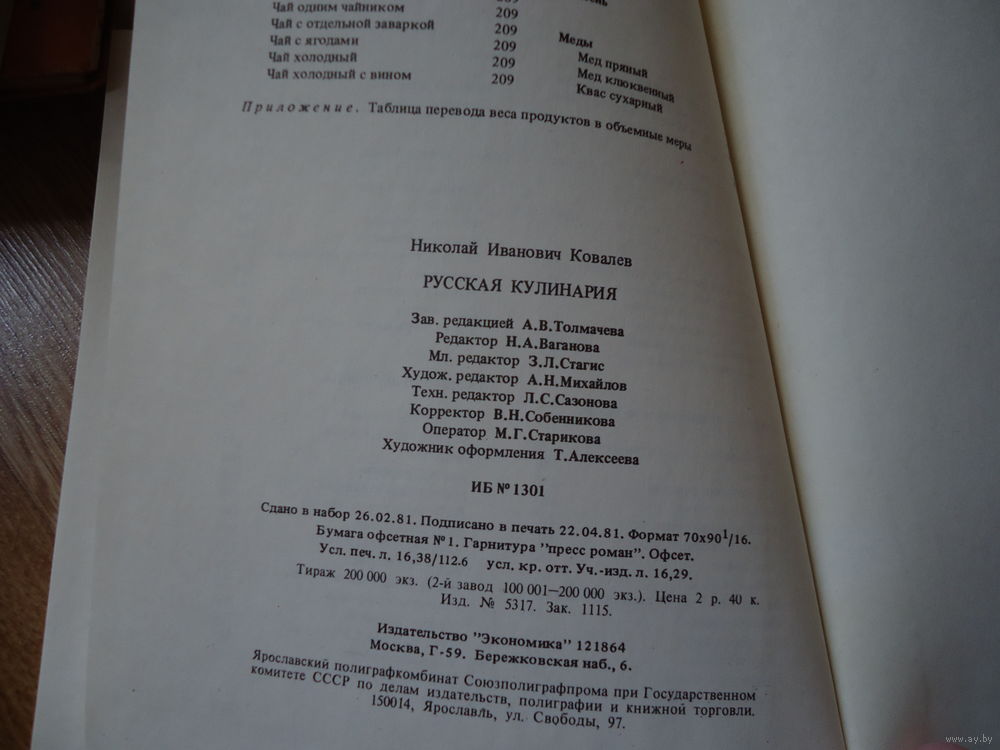 Чай одним чайником 209
Чай с отдельной заваркой 209
Чай с ягодами 209
Чай холодный 209
Чай холодный с вином 209
Меды
Мед пряный
Мед клюквенный
Квас сухарный
Приложение. Таблица перевода веса продуктов в объемные меры
Николай Иванович Ковалев
РУССКАЯ КУЛИНАРИЯ
Зав. редакцией А.В.Толмачева
Редактор Н.А.Ваганова
Мл. редактор З.Л.Стагис
Худож. редактор А.Н.Михайлов
Техн. редактор Л.С.Сазонова
Корректор В.Н.Собенникова
Оператор М.Г.Старикова
Художник оформления Т.Алексеева
ИБ № 1301
Сдано в набор 26.02.81. Подписано в печать 22.04.81. Формат 70х90 1/16.
Бумага офсетная № 1. Гарнитура "пресс роман". Офсет.
Усл. печ. л. 16,38/112.6 усл. кр. отт. Уч.-изд. л. 16,29.
Тираж 200 000 экз. (2-й завод 100 001—200 000 экз.). Цена 2 р. 40 к.
Изд. № 5317. Зак. 1115.
Издательство "Экономика" 121864
Москва, Г-59. Бережковская наб., 6.
Ярославский полиграфкомбинат Союзполиграфпрома при Государственном
комитете СССР по делам издательств, полиграфии и книжной торговли.
150014, Ярославль, ул. Свободы, 97.
www.ay.by